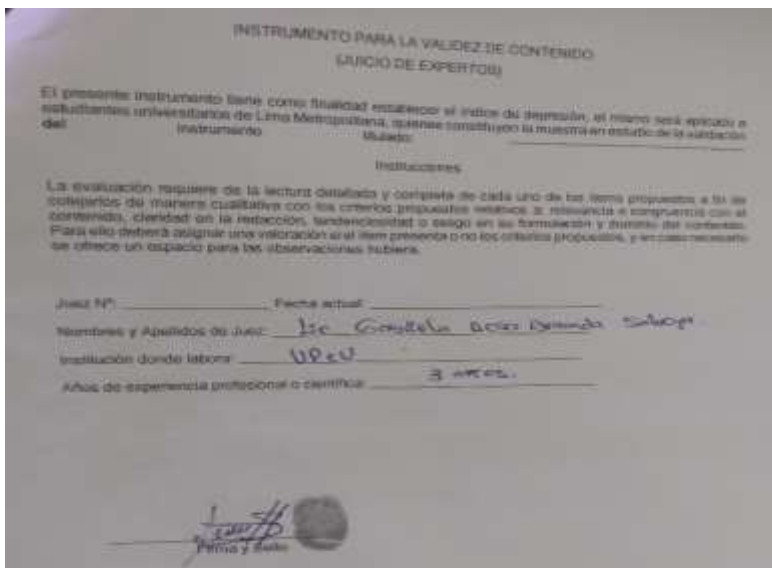 INSTRUMENTO PARA LA VALIDEZ DE CONTENIDO
(JUICIO DE EXPERTOS)
El presente instrumento tiene como finalidad establecer el índice de depresión, el mismo será aplicado a
estudiantes universitarios de Lima Metropolitana, quienes constituyen la muestra en estudio de la validación
del instrumento titulado:
Instrucciones
La evaluación requiere de la lectura detallada y completa de cada uno de los ítems propuestos a fin de
cotejarlos de manera cualitativa con los criterios propuestos relativos a: relevancia o congruencia con el
contenido, claridad en la redacción, tendenciosidad o sesgo en su formulación y dominio del contenido.
Para ello deberá asignar una valoración si el ítem presenta o no los criterios propuestos, y en caso necesario
se ofrece un espacio para las observaciones hubiera.
Juez N°: Fecha actual:
Nombres y Apellidos de Juez:
Institución donde labora: UPeU
Años de experiencia profesional o científica: 3 años.
Firma y Sello